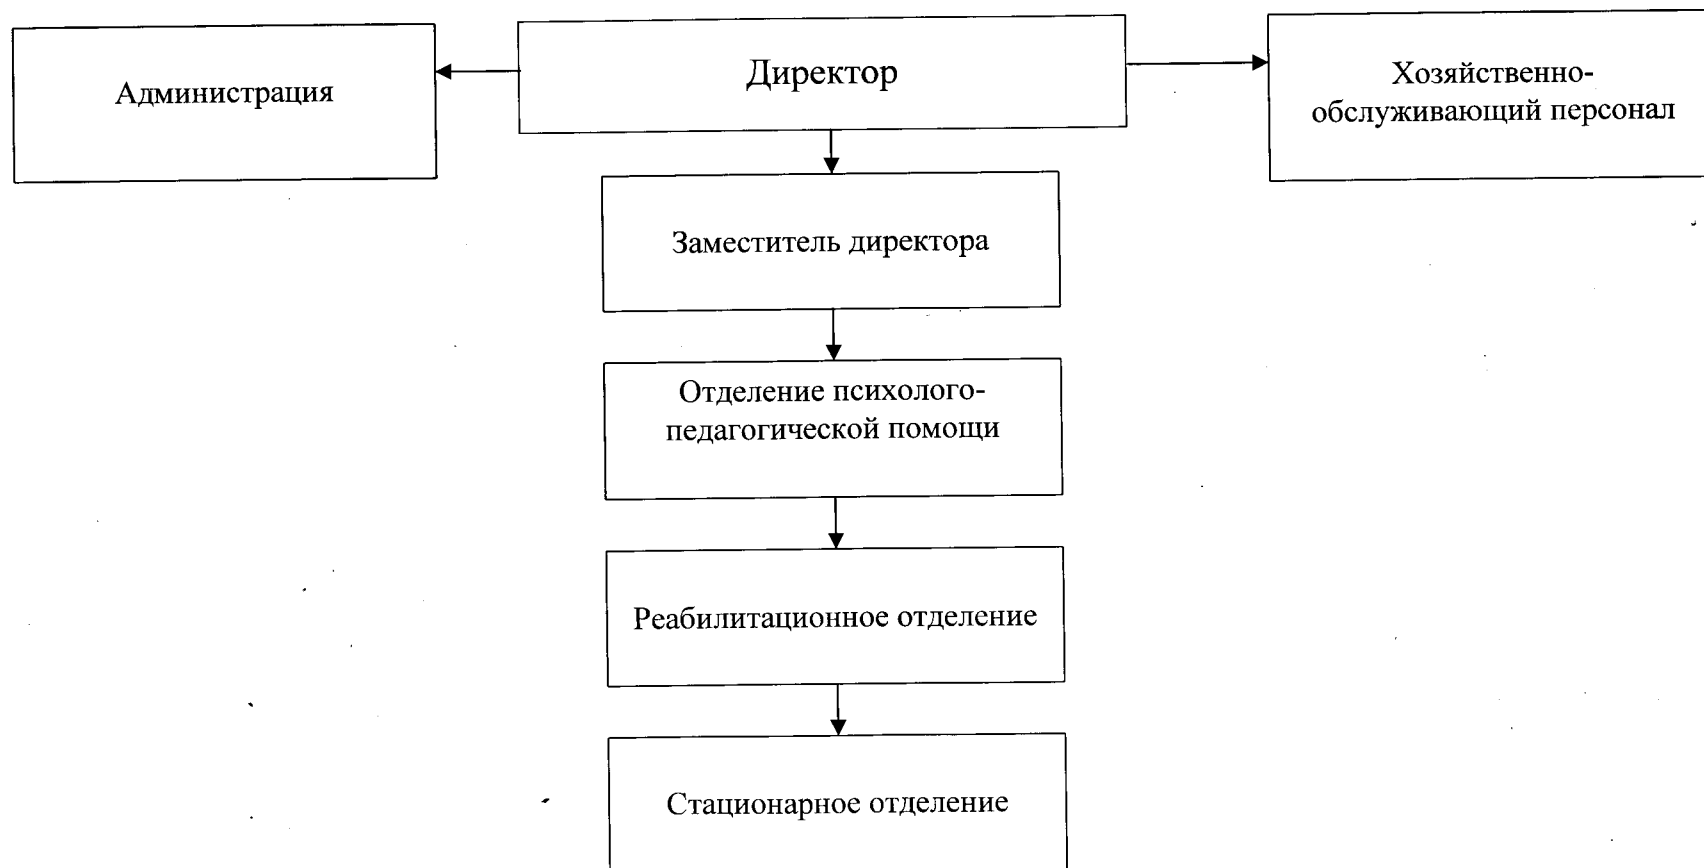 Администрация
Директор
Хозяйственно-
обслуживающий персонал
Заместитель директора
Отделение психолого-
педагогической помощи
Реабилитационное отделение
Стационарное отделение